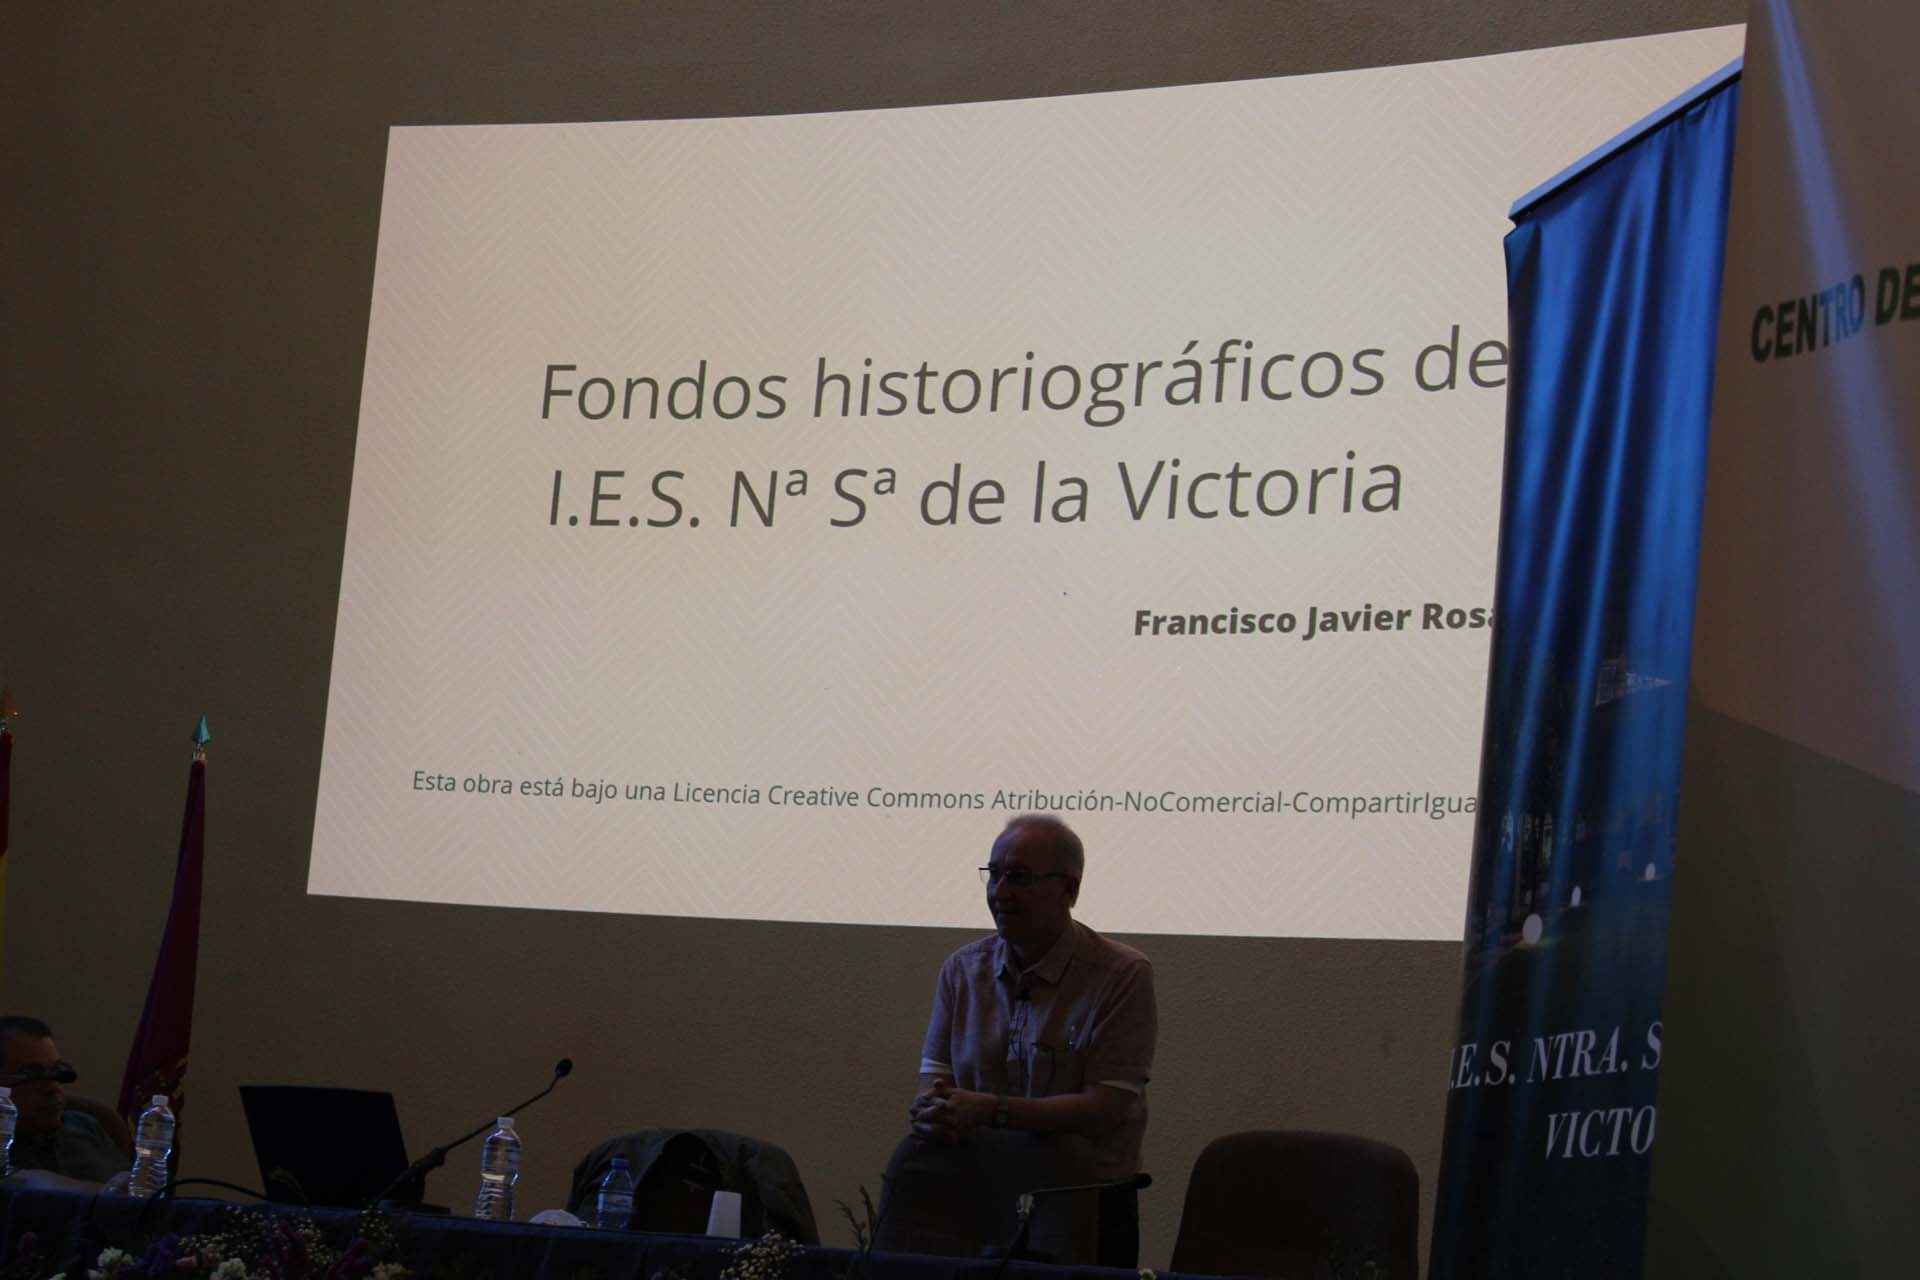 Fondos historiográficos de
I.E.S. Nª Sª de la Victoria
Francisco Javier Rosa
Esta obra está bajo una Licencia Creative Commons Atribución-NoComercial-CompartirIgua
CENTRO DE
I.E.S. NTRA. S
VICTO